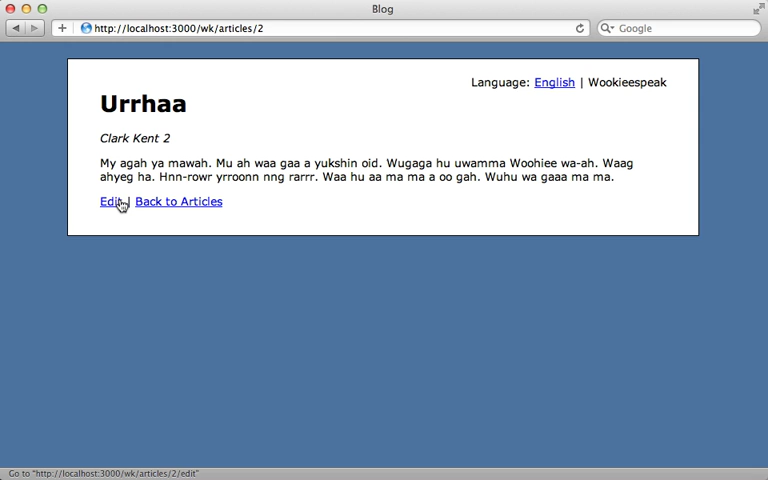 Blog
http://localhost:3000/wk/articles/2
Google
Language: English | Wookieespeak
Urrhaa
Clark Kent 2
My agah ya mawah. Mu ah waa gaa a yukshin oid. Wugaga hu uwamma Woohiee wa-ah. Waag
ahyeg ha. Hnn-rowr yrroonn nng rarrr. Waa hu aa ma ma a oo gah. Wuhu wa gaaa ma ma.
Edit | Back to Articles
Go to "http://localhost:3000/wk/articles/2/edit"